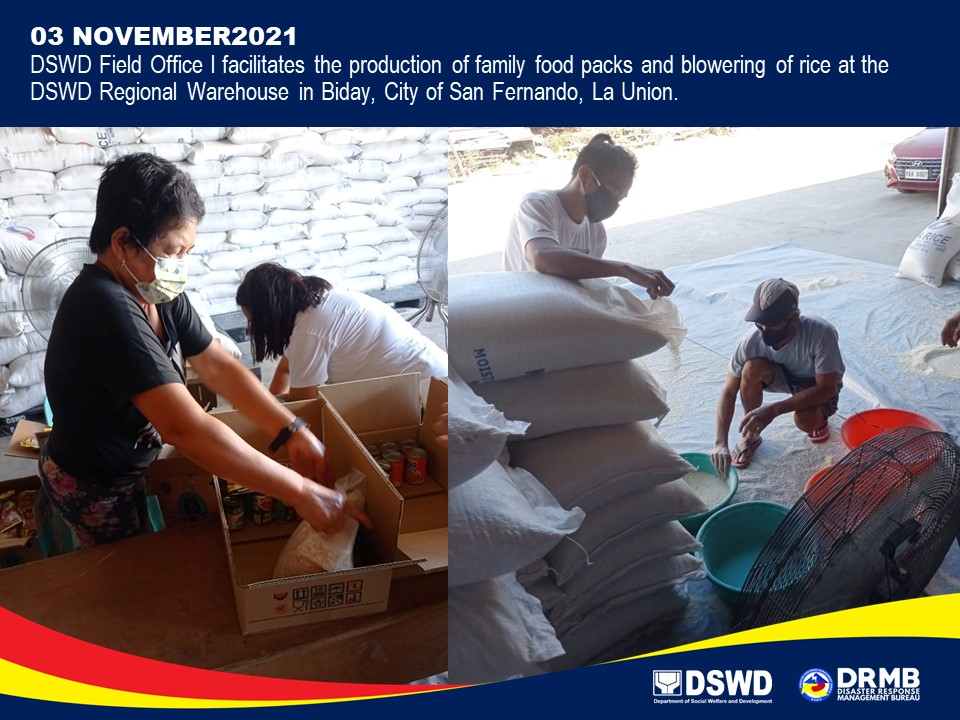 03 NOVEMBER2021
DSWD Field Office I facilitates the production of family food packs and blowering of rice at the
DSWD Regional Warehouse in Biday, City of San Fernando, La Union.
RICE
MOIST
DSWD
Department of Social Welfare and Development
DRMB
DISASTER RESPONSE
MANAGEMENT BUREAU